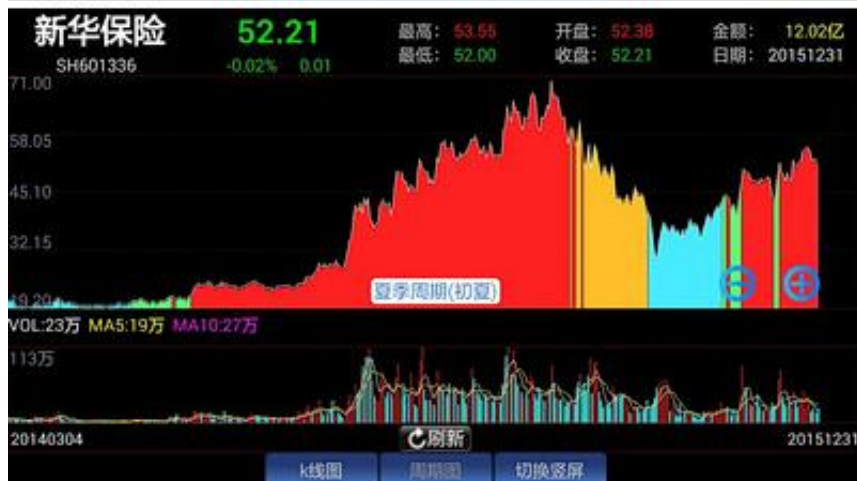 新华保险 52.21 最高: 53.55 开盘: 52.38 金额: 12.02亿
SH601336 -0.02% 0.01 最低: 52.00 收盘: 52.21 日期: 20151231
71.00
58.05
45.10
32.15
19.20
夏季周期(初夏)
VOL:23万 MA5:19万 MA10:27万
113万
20140304 刷新 20151231
k线图 周期图 切换竖屏